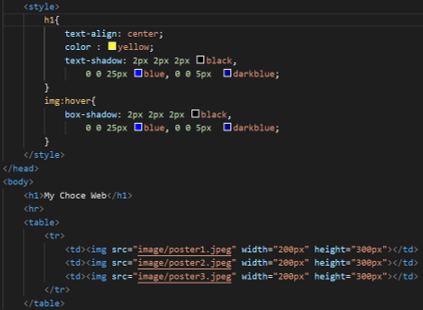 <style>
h1{
text-align: center;
color : yellow;
text-shadow: 2px 2px 2px black,
0 0 25px blue, 0 0 5px darkblue;
}
img:hover{
box-shadow: 2px 2px 2px black,
0 0 25px blue, 0 0 5px darkblue;
}
</style>
</head>
<body>
<h1>My Choce Web</h1>
<hr>
<table>
<tr>
<td><img src="image/poster1.jpeg" width="200px" height="300px"></td>
<td><img src="image/poster2.jpeg" width="200px" height="300px"></td>
<td><img src="image/poster3.jpeg" width="200px" height="300px"></td>
</tr>
</table>